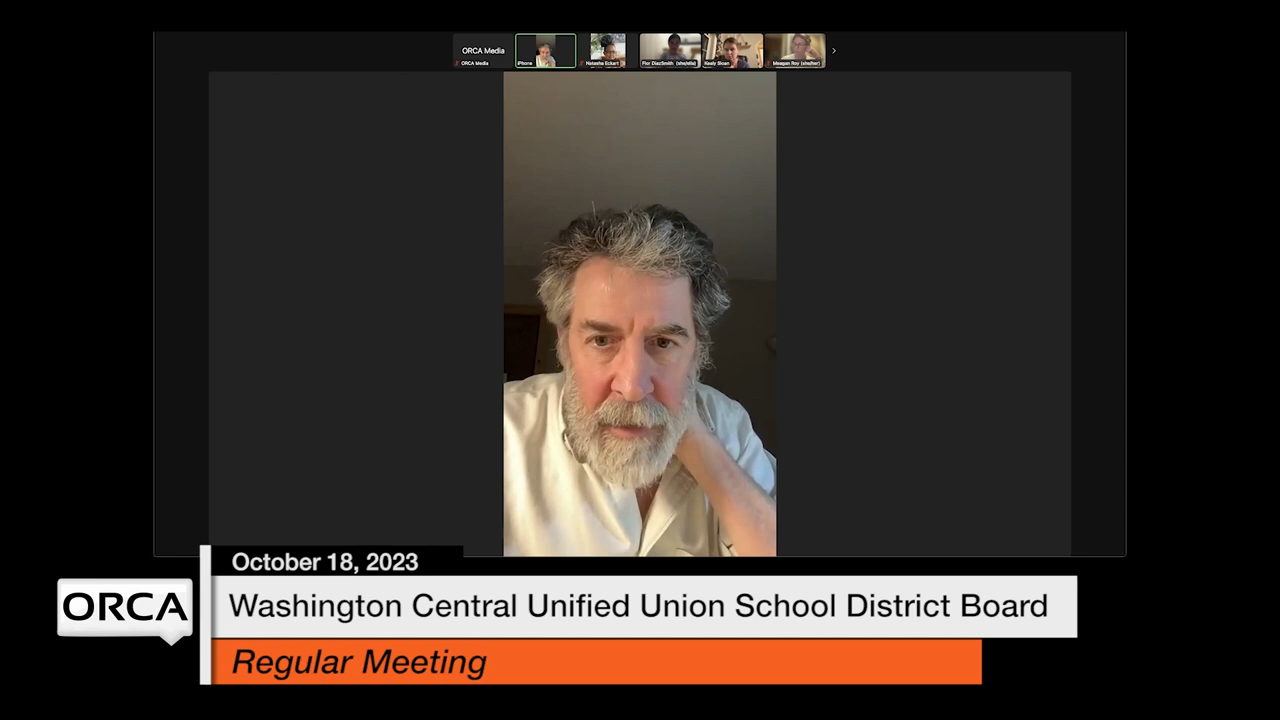 ORCA Media
ORCA Media
iPhone
Natasha Eckart
Flor DiazSmith (she/ella)
Kealy Sloan
Meagan Roy (she/her)
October 18, 2023
ORCA
Washington Central Unified Union School District Board
Regular Meeting